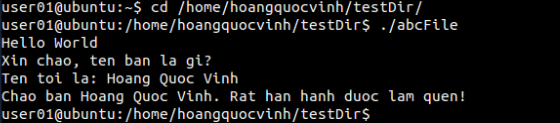 user01@ubuntu:~$ cd /home/hoangquocvinh/testDir/
user01@ubuntu:/home/hoangquocvinh/testDir$ ./abcFile
Hello World
Xin chao, ten ban la gi?
Ten toi la: Hoang Quoc Vinh
Chao ban Hoang Quoc Vinh. Rat han hanh duoc lam quen!
user01@ubuntu:/home/hoangquocvinh/testDir$